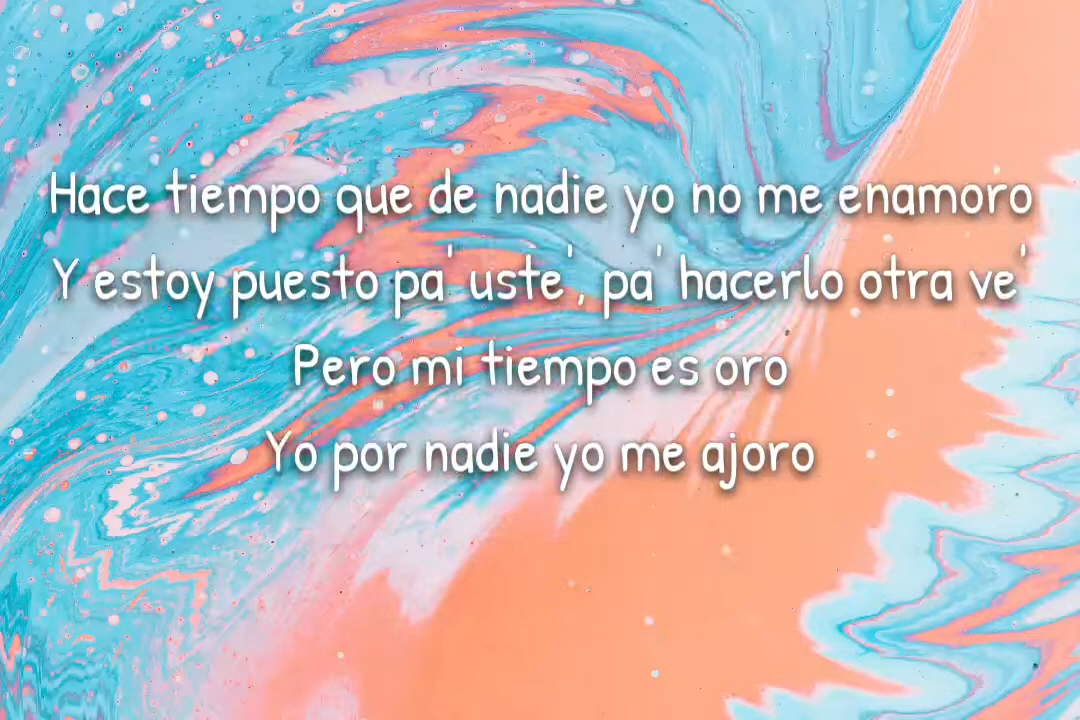 Hace tiempo que de nadie yo no me enamoro
Y estoy puesto pa' uste', pa' hacerlo otra ve'
Pero mi tiempo es oro
Yo por nadie yo me ajoro